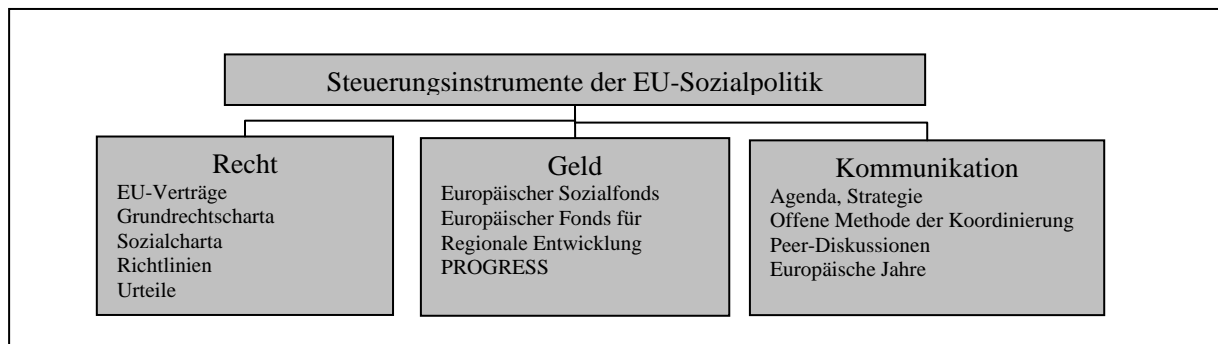 Steuerungsinstrumente der EU-Sozialpolitik
Recht
EU-Verträge
Grundrechtscharta
Sozialcharta
Richtlinien
Urteile
Geld
Europäischer Sozialfonds
Europäischer Fonds für
Regionale Entwicklung
PROGRESS
Kommunikation
Agenda, Strategie
Offene Methode der Koordinierung
Peer-Diskussionen
Europäische Jahre